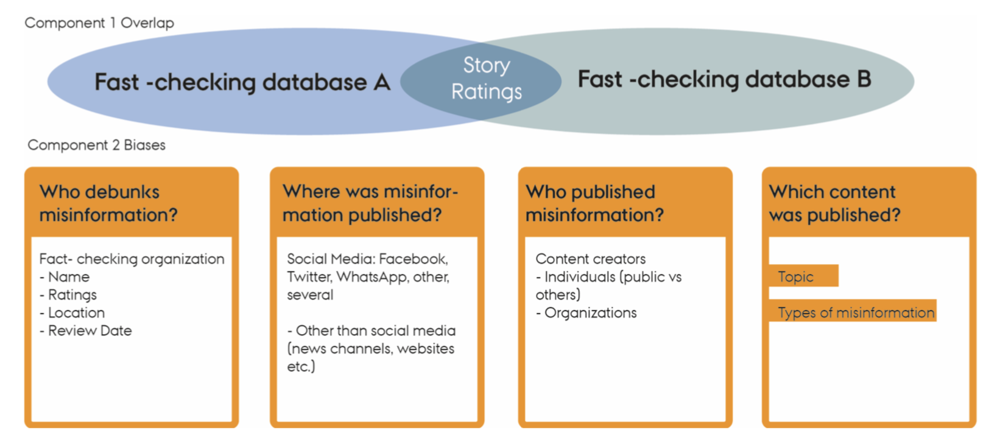 Component 1 Overlap
Fast -checking database A
Story
Ratings
Fast -checking database B
Component 2 Biases
Who debunks
misinformation?
Fact- checking organization
- Name
- Ratings
- Location
- Review Date
Where was misinfor-
mation published?
Social Media: Facebook,
Twitter, WhatsApp, other,
several
- Other than social media
(news channels, websites
etc.)
Who published
misinformation?
Content creators
- Individuals (public vs
others)
- Organizations
Which content
was published?
Topic
Types of misinformation